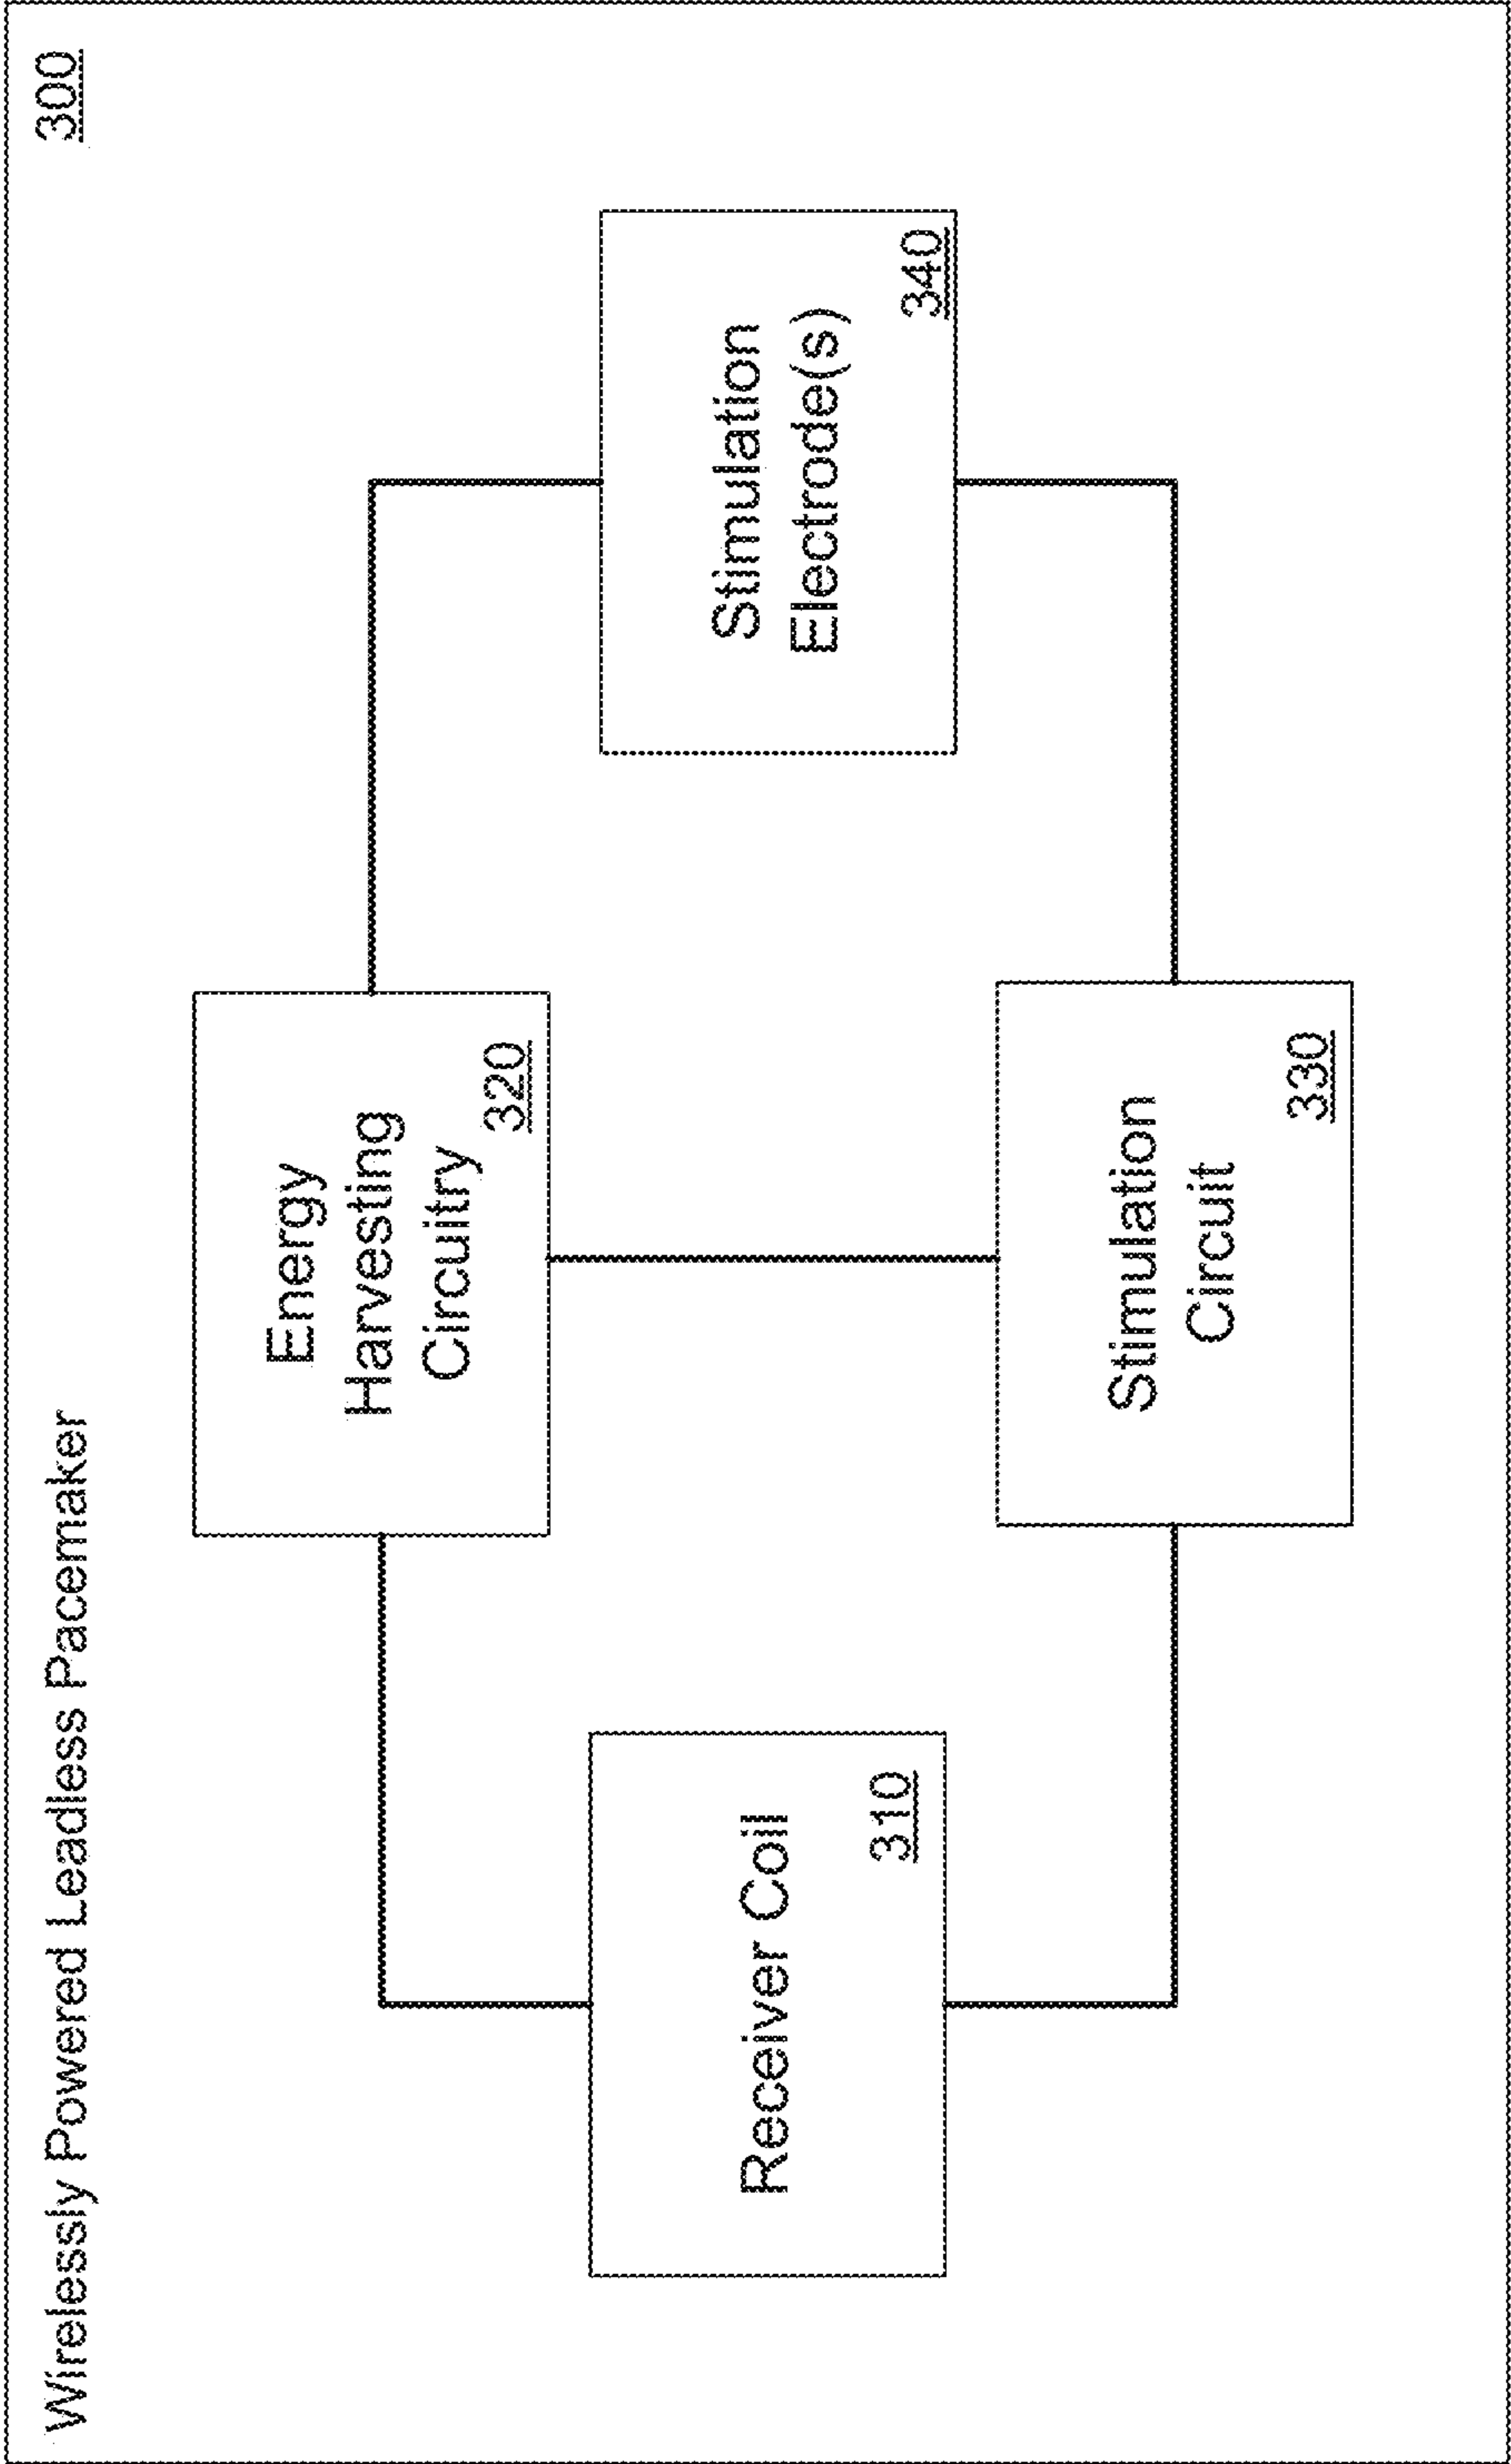 Wirelessly Powered Leadless Pacemaker
300
Energy
Harvesting
Circuitry
320
Receiver Coil
310
Stimulation
Electrode(s)
340
Stimulation
Circuit
330